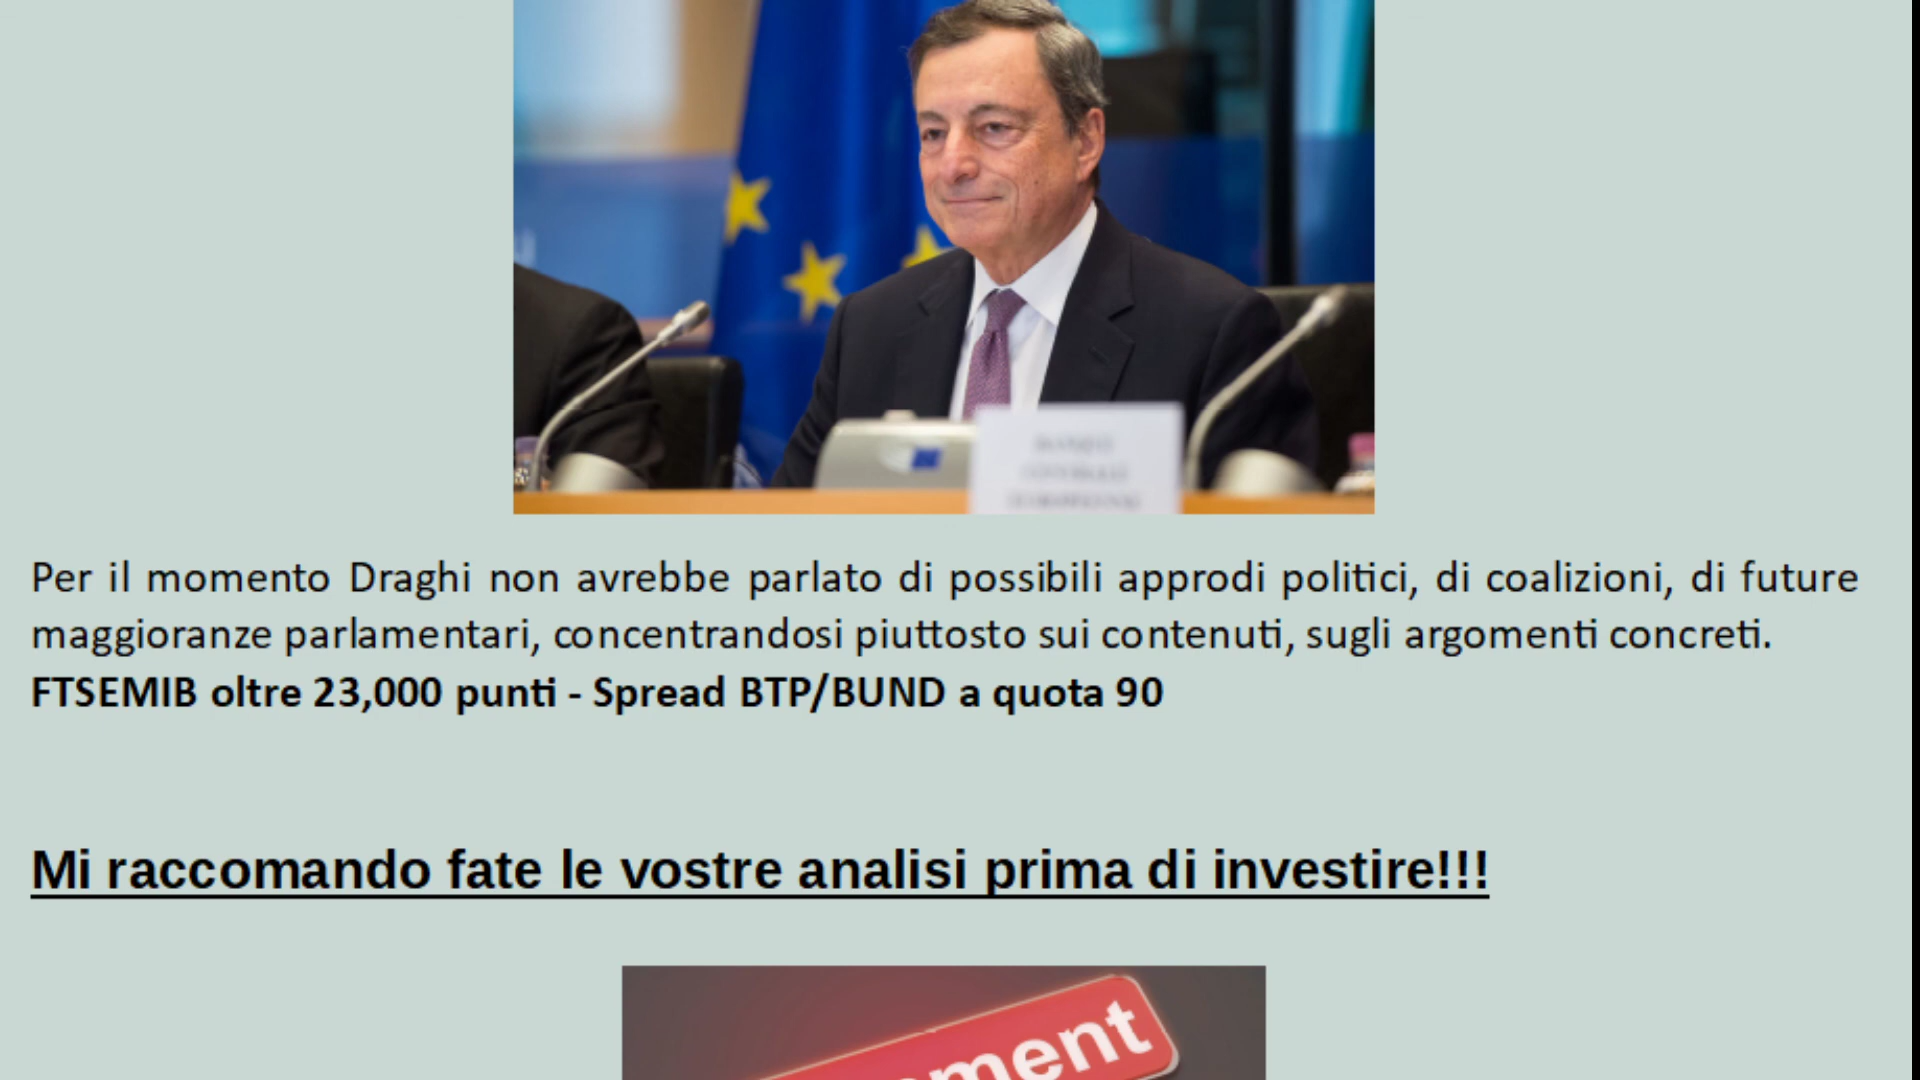 Per il momento Draghi non avrebbe parlato di possibili approdi politici, di coalizioni, di future
maggioranze parlamentari, concentrandosi piuttosto sui contenuti, sugli argomenti concreti.
FTSEMIB oltre 23,000 punti - Spread BTP/BUND a quota 90
Mi raccomando fate le vostre analisi prima di investire!!!
ment